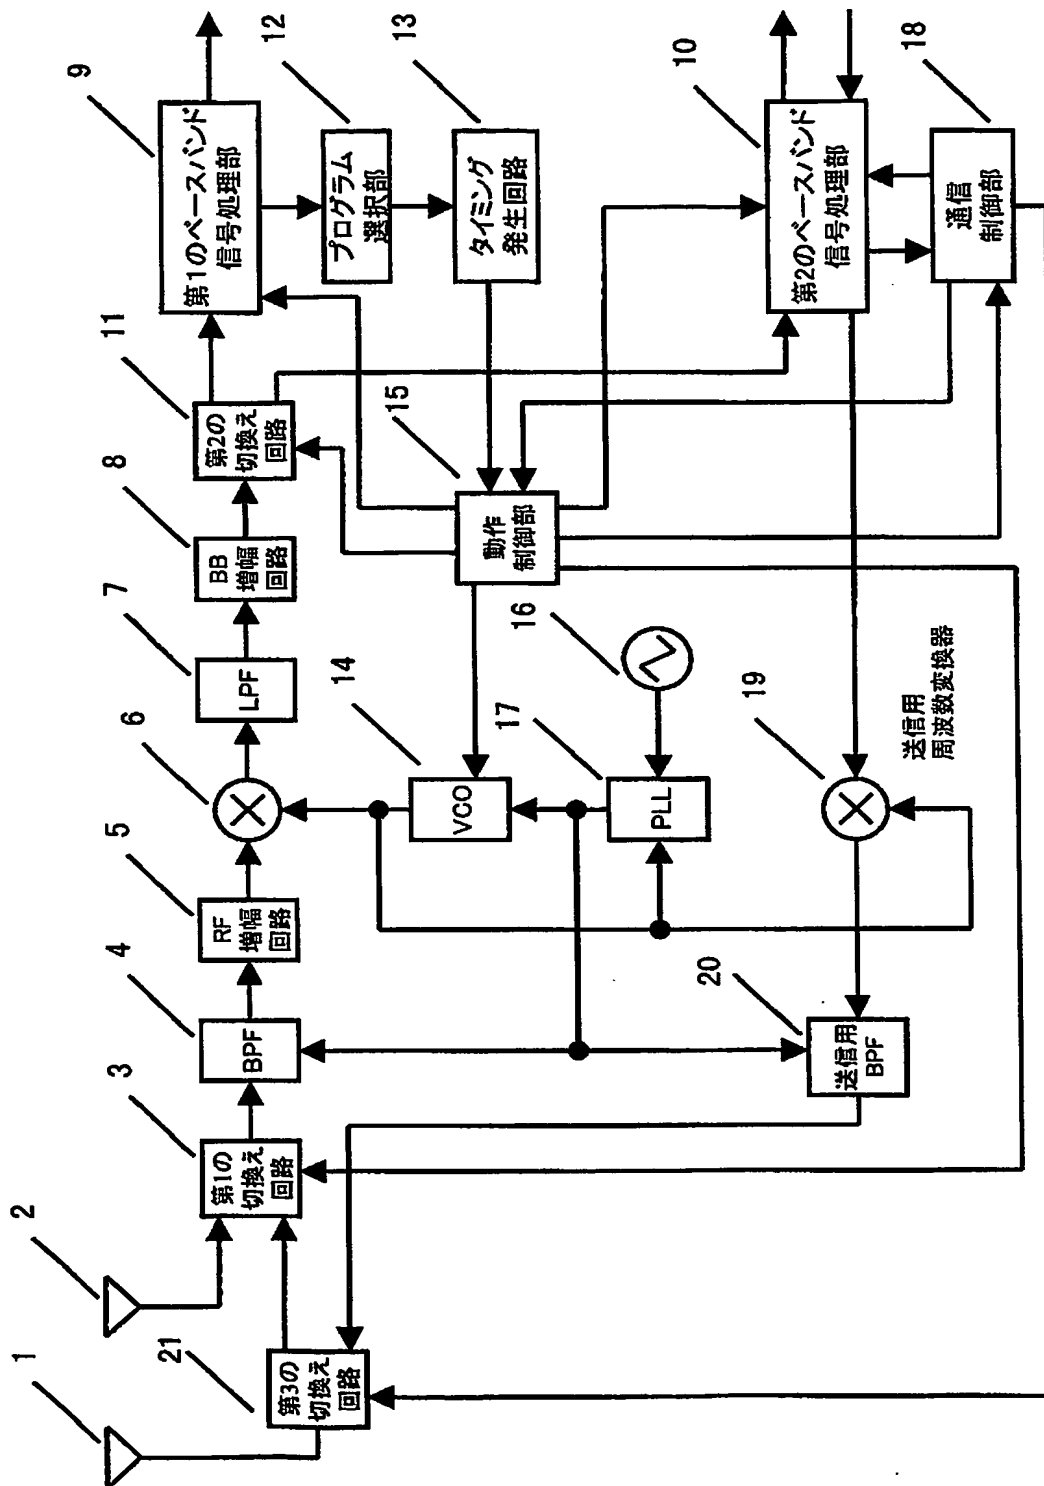 1
2
3
4
5
6
7
8
11
9
12
13
14
15
16
17
10
18
19
20
21
第1の
切換え
回路
BPF
RF
増幅
回路
LPF
BB
増幅
回路
第2の
切換え
回路
第1のベースバンド
信号処理部
プログラム
選択部
タイミング
発生回路
動作
制御部
VCO
PLL
第2のベースバンド
信号処理部
通信
制御部
送信用
周波数変換器
送信用
BPF
第3の
切換え
回路